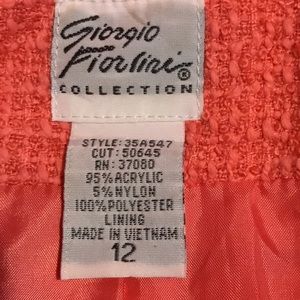 Giorgio
Fiorlini®
COLLECTION
STYLE: 35A547
CUT: 50645
RN: 37080
95% ACRYLIC
5% NYLON
100% POLYESTER
LINING
MADE IN VIETNAM
12